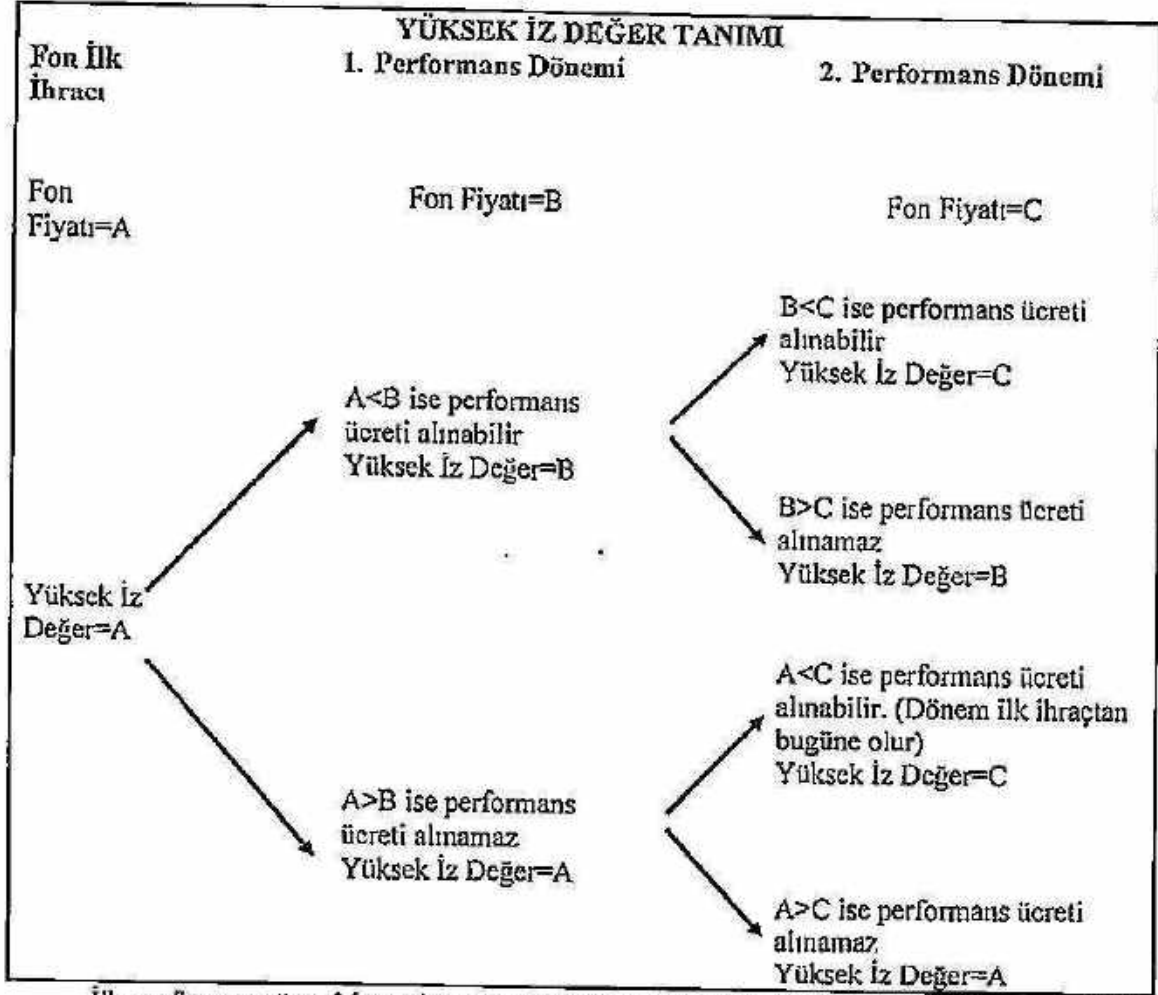 YÜKSEK İZ DEĞER TANIMI
Fon İlk
İhracı
1. Performans Dönemi
2. Performans Dönemi
Fon
Fiyatı=A
Fon Fiyatı=B
Fon Fiyatı=C
Yüksek İz
Değer=A
A<B ise performans
ücreti alınabilir
Yüksek İz Değer=B
A>B ise performans
ücreti alınamaz
Yüksek İz Değer=A
B<C ise performans ücreti
alınabilir
Yüksek İz Değer=C
B>C ise performans ücreti
alınamaz
Yüksek İz Değer=B
A<C ise performans ücreti
alınabilir. (Dönem ilk ihraçtan
bugüne olur)
Yüksek İz Değer=C
A>C ise performans ücreti
alınamaz
Yüksek İz Değer=A